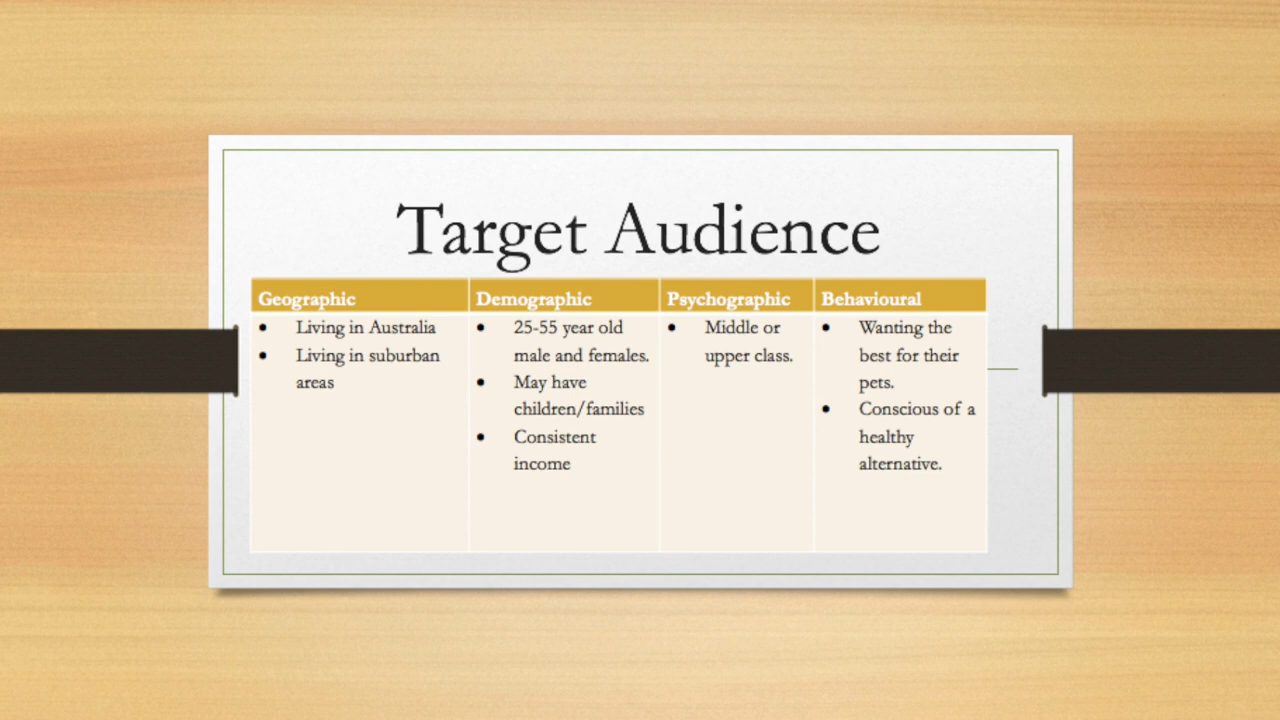 Target Audience
Geographic
Living in Australia
Living in suburban
areas
Demographic
25-55 year old
male and females.
May have
children/families
Consistent
income
Psychographic
Middle or
upper class.
Behavioural
Wanting the
best for their
pets.
Conscious of a
healthy
alternative.